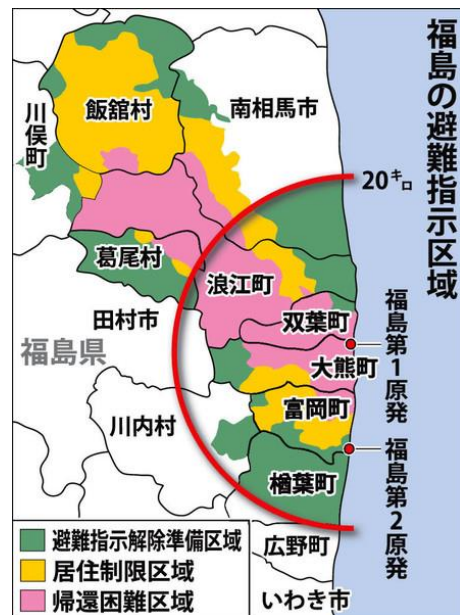 福島の避難指示区域
飯舘村
南相馬市
川俣町
20㌔
葛尾村
浪江町
田村市
双葉町
福島第1原発
福島県
大熊町
川内村
富岡町
福島第2原発
楢葉町
避難指示解除準備区域
広野町
居住制限区域
帰還困難区域
いわき市